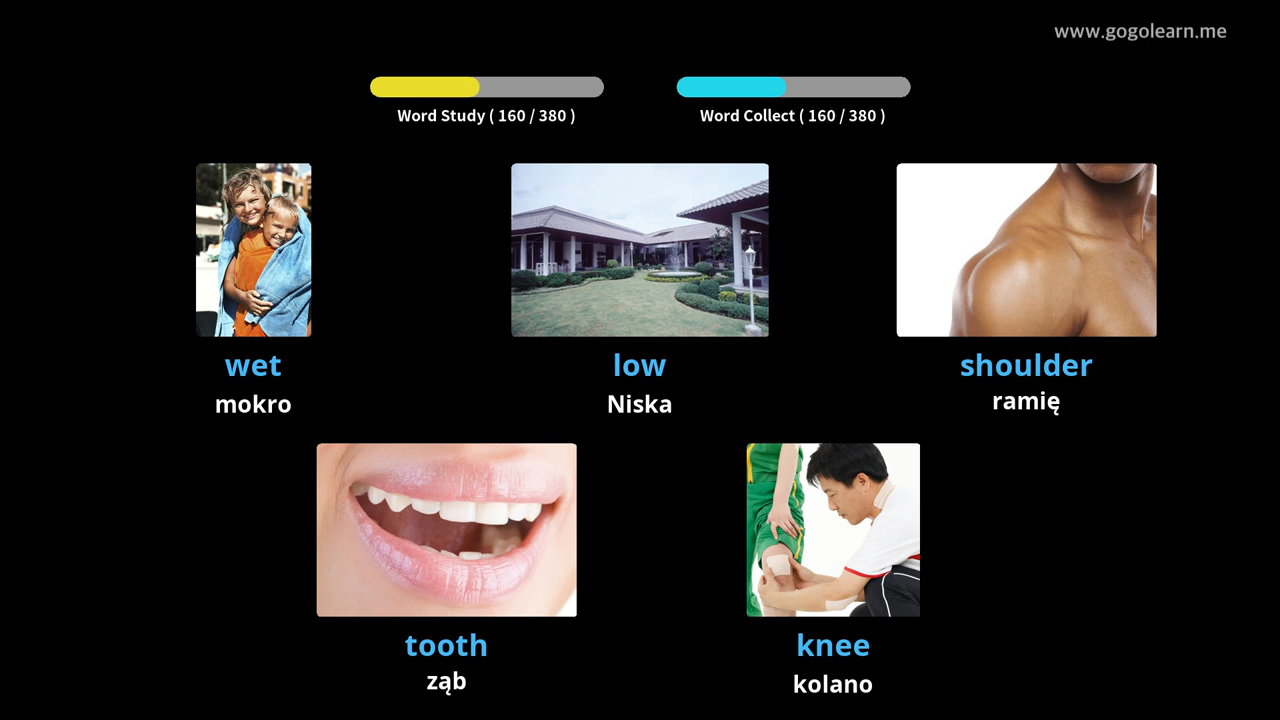 www.gogolearn.me
Word Study ( 160 / 380 )
Word Collect ( 160 / 380 )
wet
mokro
low
Niska
shoulder
ramię
tooth
ząb
knee
kolano